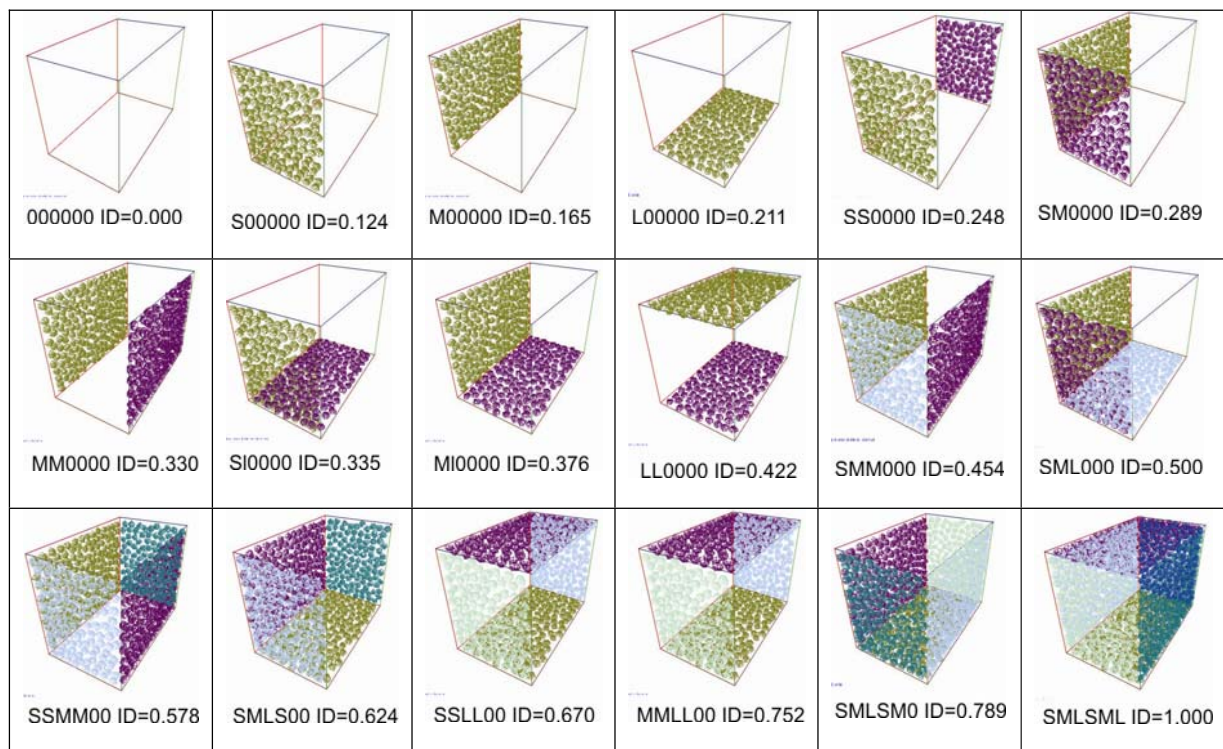 000000 ID=0.000
S00000 ID=0.124
M00000 ID=0.165
L00000 ID=0.211
SS0000 ID=0.248
SM0000 ID=0.289
MM0000 ID=0.330
Sl0000 ID=0.335
Ml0000 ID=0.376
LL0000 ID=0.422
SMM000 ID=0.454
SML000 ID=0.500
SSMM00 ID=0.578
SMLS00 ID=0.624
SSLL00 ID=0.670
MMLL00 ID=0.752
SMLSM0 ID=0.789
SMLSML ID=1.000